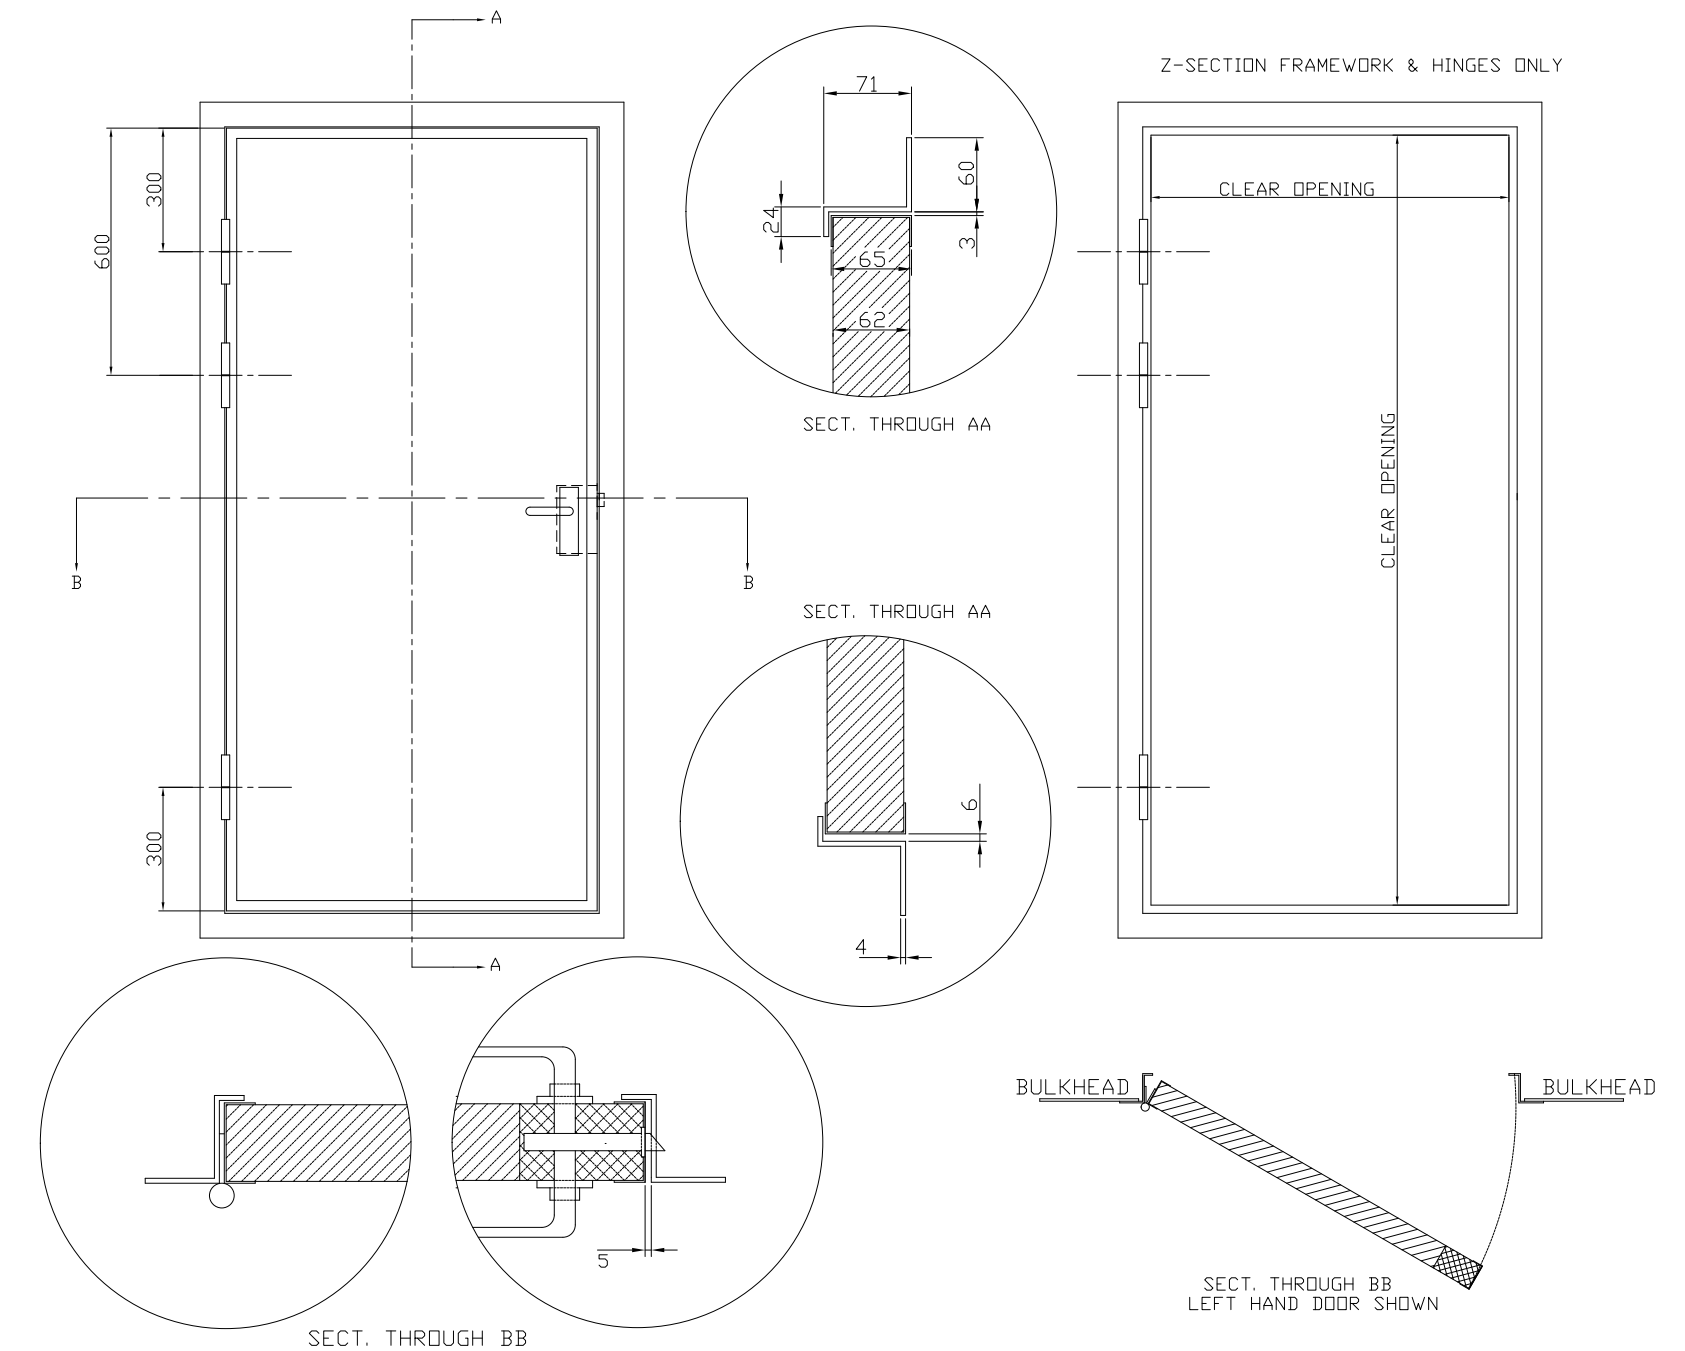 A
71
Z-SECTION FRAMEWORK & HINGES ONLY
300
600
60
24
3
65
62
CLEAR OPENING
SECT. THROUGH AA
CLEAR OPENING
B
B
SECT. THROUGH AA
300
6
4
A
BULKHEAD
BULKHEAD
5
SECT. THROUGH BB
SECT. THROUGH BB
LEFT HAND DOOR SHOWN